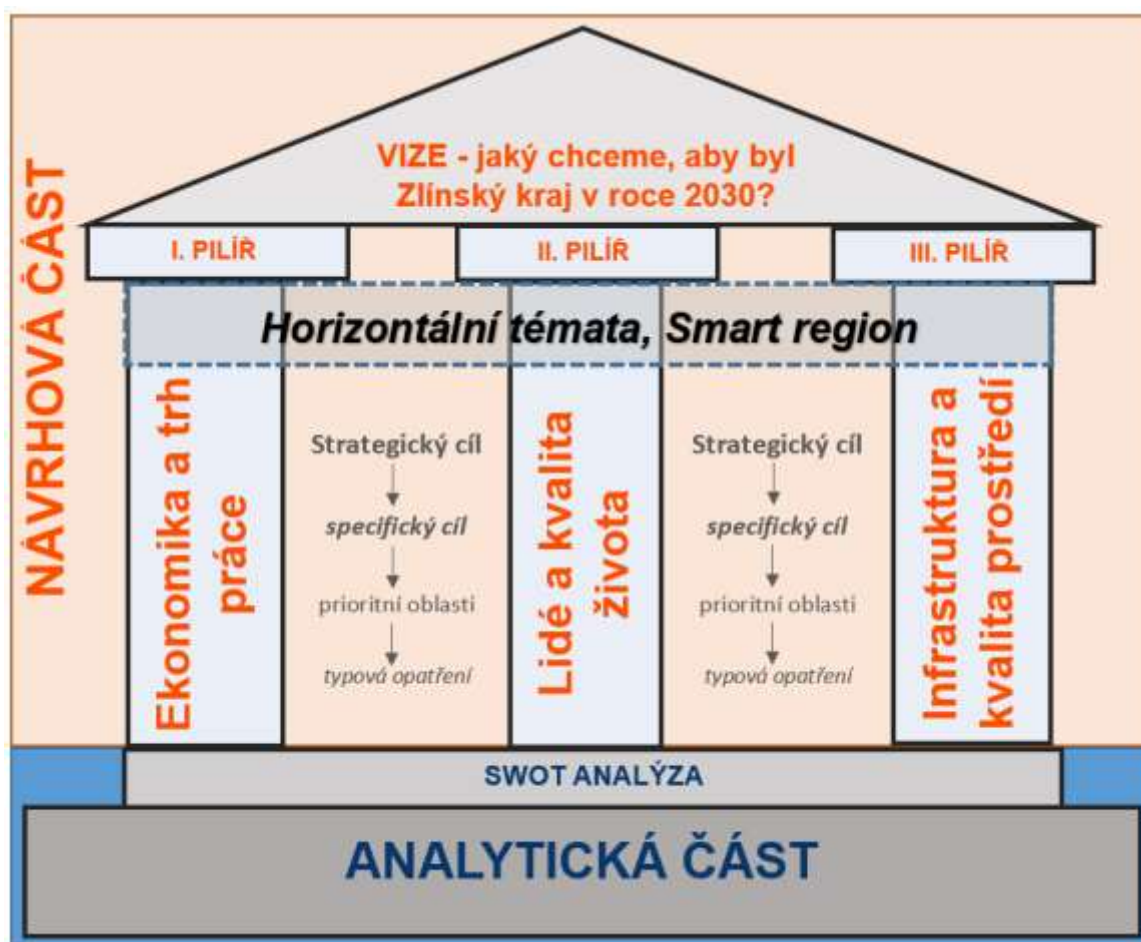 NÁVRHOVÁ ČÁST
VIZE - jaký chceme, aby byl
Zlínský kraj v roce 2030?
I. PILÍŘ
II. PILÍŘ
III. PILÍŘ
Horizontální témata, Smart region
Ekonomika a trh
práce
Strategický cíl
specifický cíl
prioritní oblasti
typová opatření
Lidé a kvalita
života
Strategický cíl
specifický cíl
prioritní oblasti
typová opatření
Infrastruktura a
kvalita prostředí
SWOT ANALÝZA
ANALYTICKÁ ČÁST